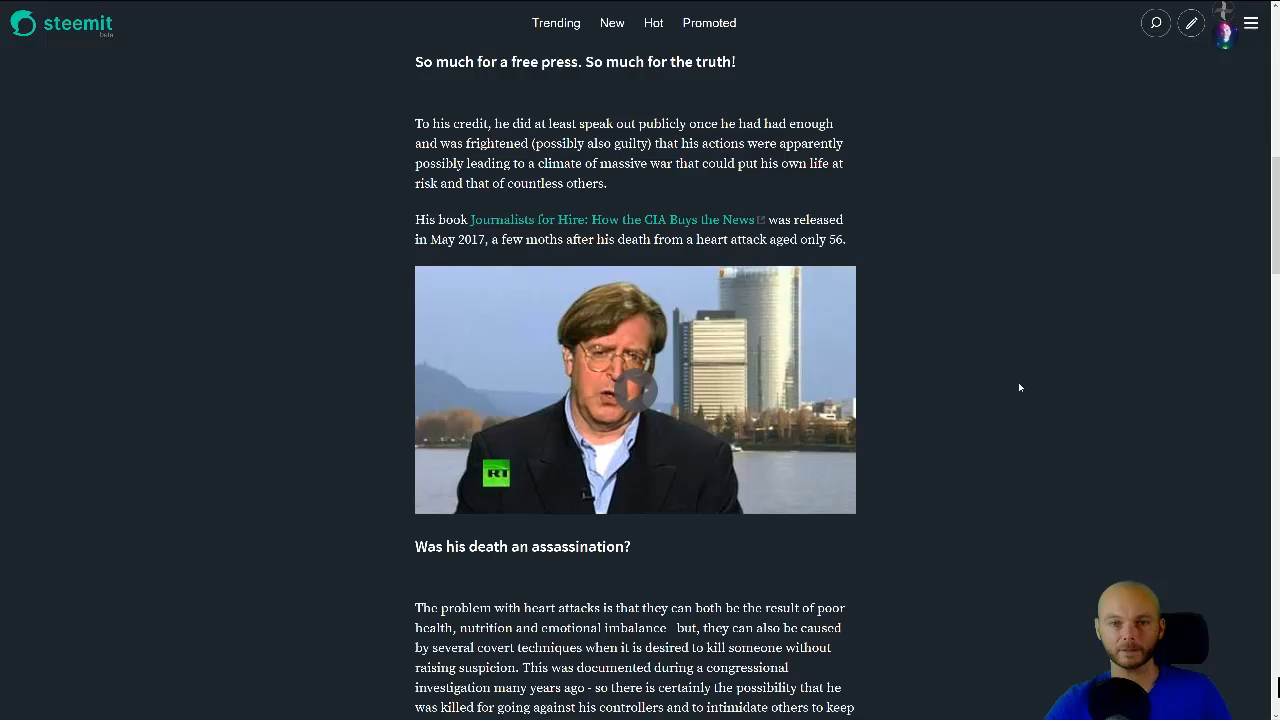 steemit
beta
Trending New Hot Promoted
So much for a free press. So much for the truth!
To his credit, he did at least speak out publicly once he had had enough
and was frightened (possibly also guilty) that his actions were apparently
possibly leading to a climate of massive war that could put his own life at
risk and that of countless others.
His book Journalists for Hire: How the CIA Buys the News was released
in May 2017, a few moths after his death from a heart attack aged only 56.
RT
Was his death an assassination?
The problem with heart attacks is that they can both be the result of poor
health, nutrition and emotional imbalance - but, they can also be caused
by several covert techniques when it is desired to kill someone without
raising suspicion. This was documented during a congressional
investigation many years ago - so there is certainly the possibility that he
was killed for going against his controllers and to intimidate others to keep